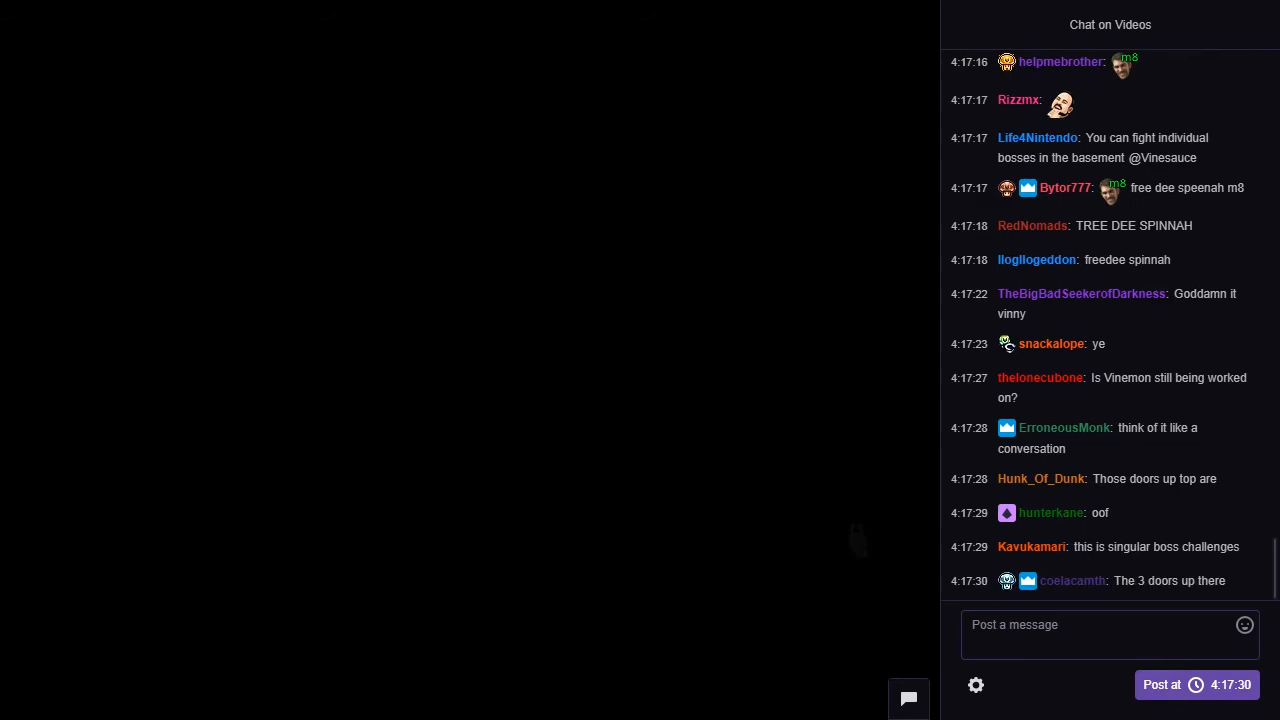 Chat on Videos
4:17:16 helpmebrother: m8
4:17:17 Rizzmx:
4:17:17 Life4Nintendo: You can fight individual
bosses in the basement @Vinesauce
4:17:17 Bytor777: m8 free dee speenah m8
4:17:18 RedNomads: TREE DEE SPINNAH
4:17:18 llogllogeddon: freedee spinnah
4:17:22 TheBigBadSeekerofDarkness: Goddamn it
vinny
4:17:23 snackalope: ye
4:17:27 thelonecubone: Is Vinemon still being worked
on?
4:17:28 ErroneousMonk: think of it like a
conversation
4:17:28 Hunk_Of_Dunk: Those doors up top are
4:17:29 hunterkane: oof
4:17:29 Kavukamari: this is singular boss challenges
4:17:30 coelacamth: The 3 doors up there
Post a message
Post at 4:17:30